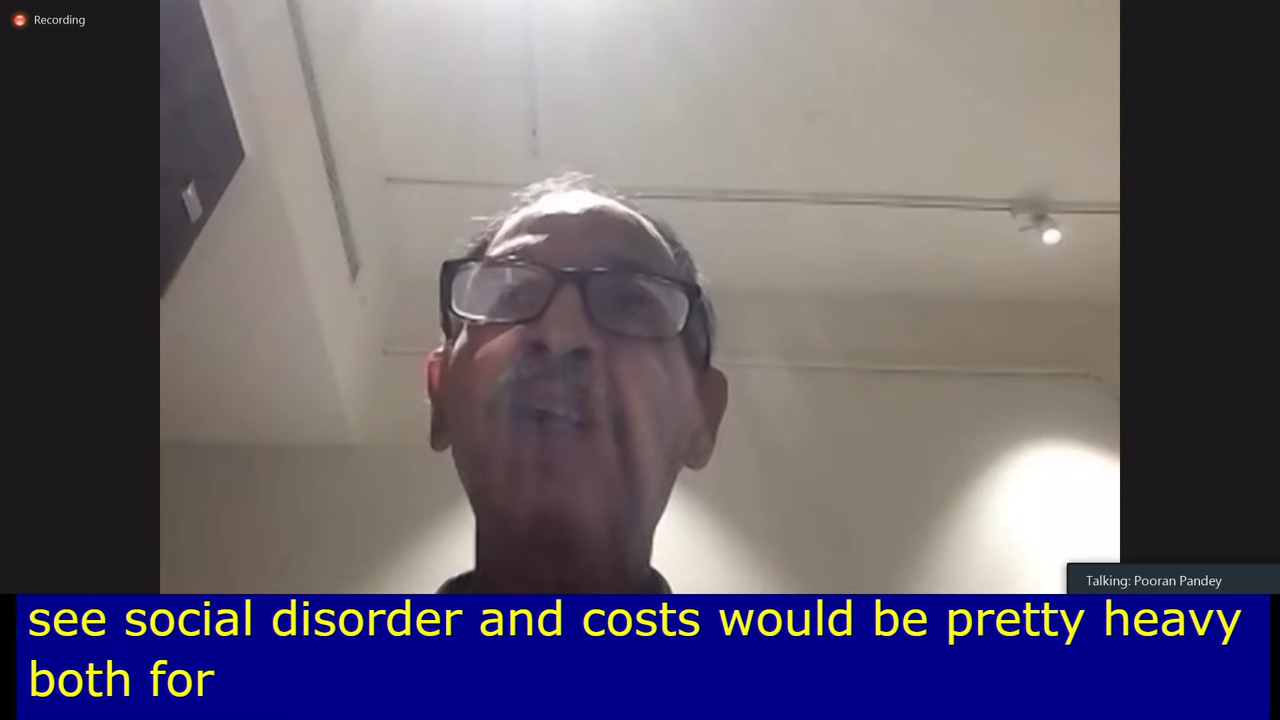 Recording
Talking: Pooran Pandey
see social disorder and costs would be pretty heavy
both for